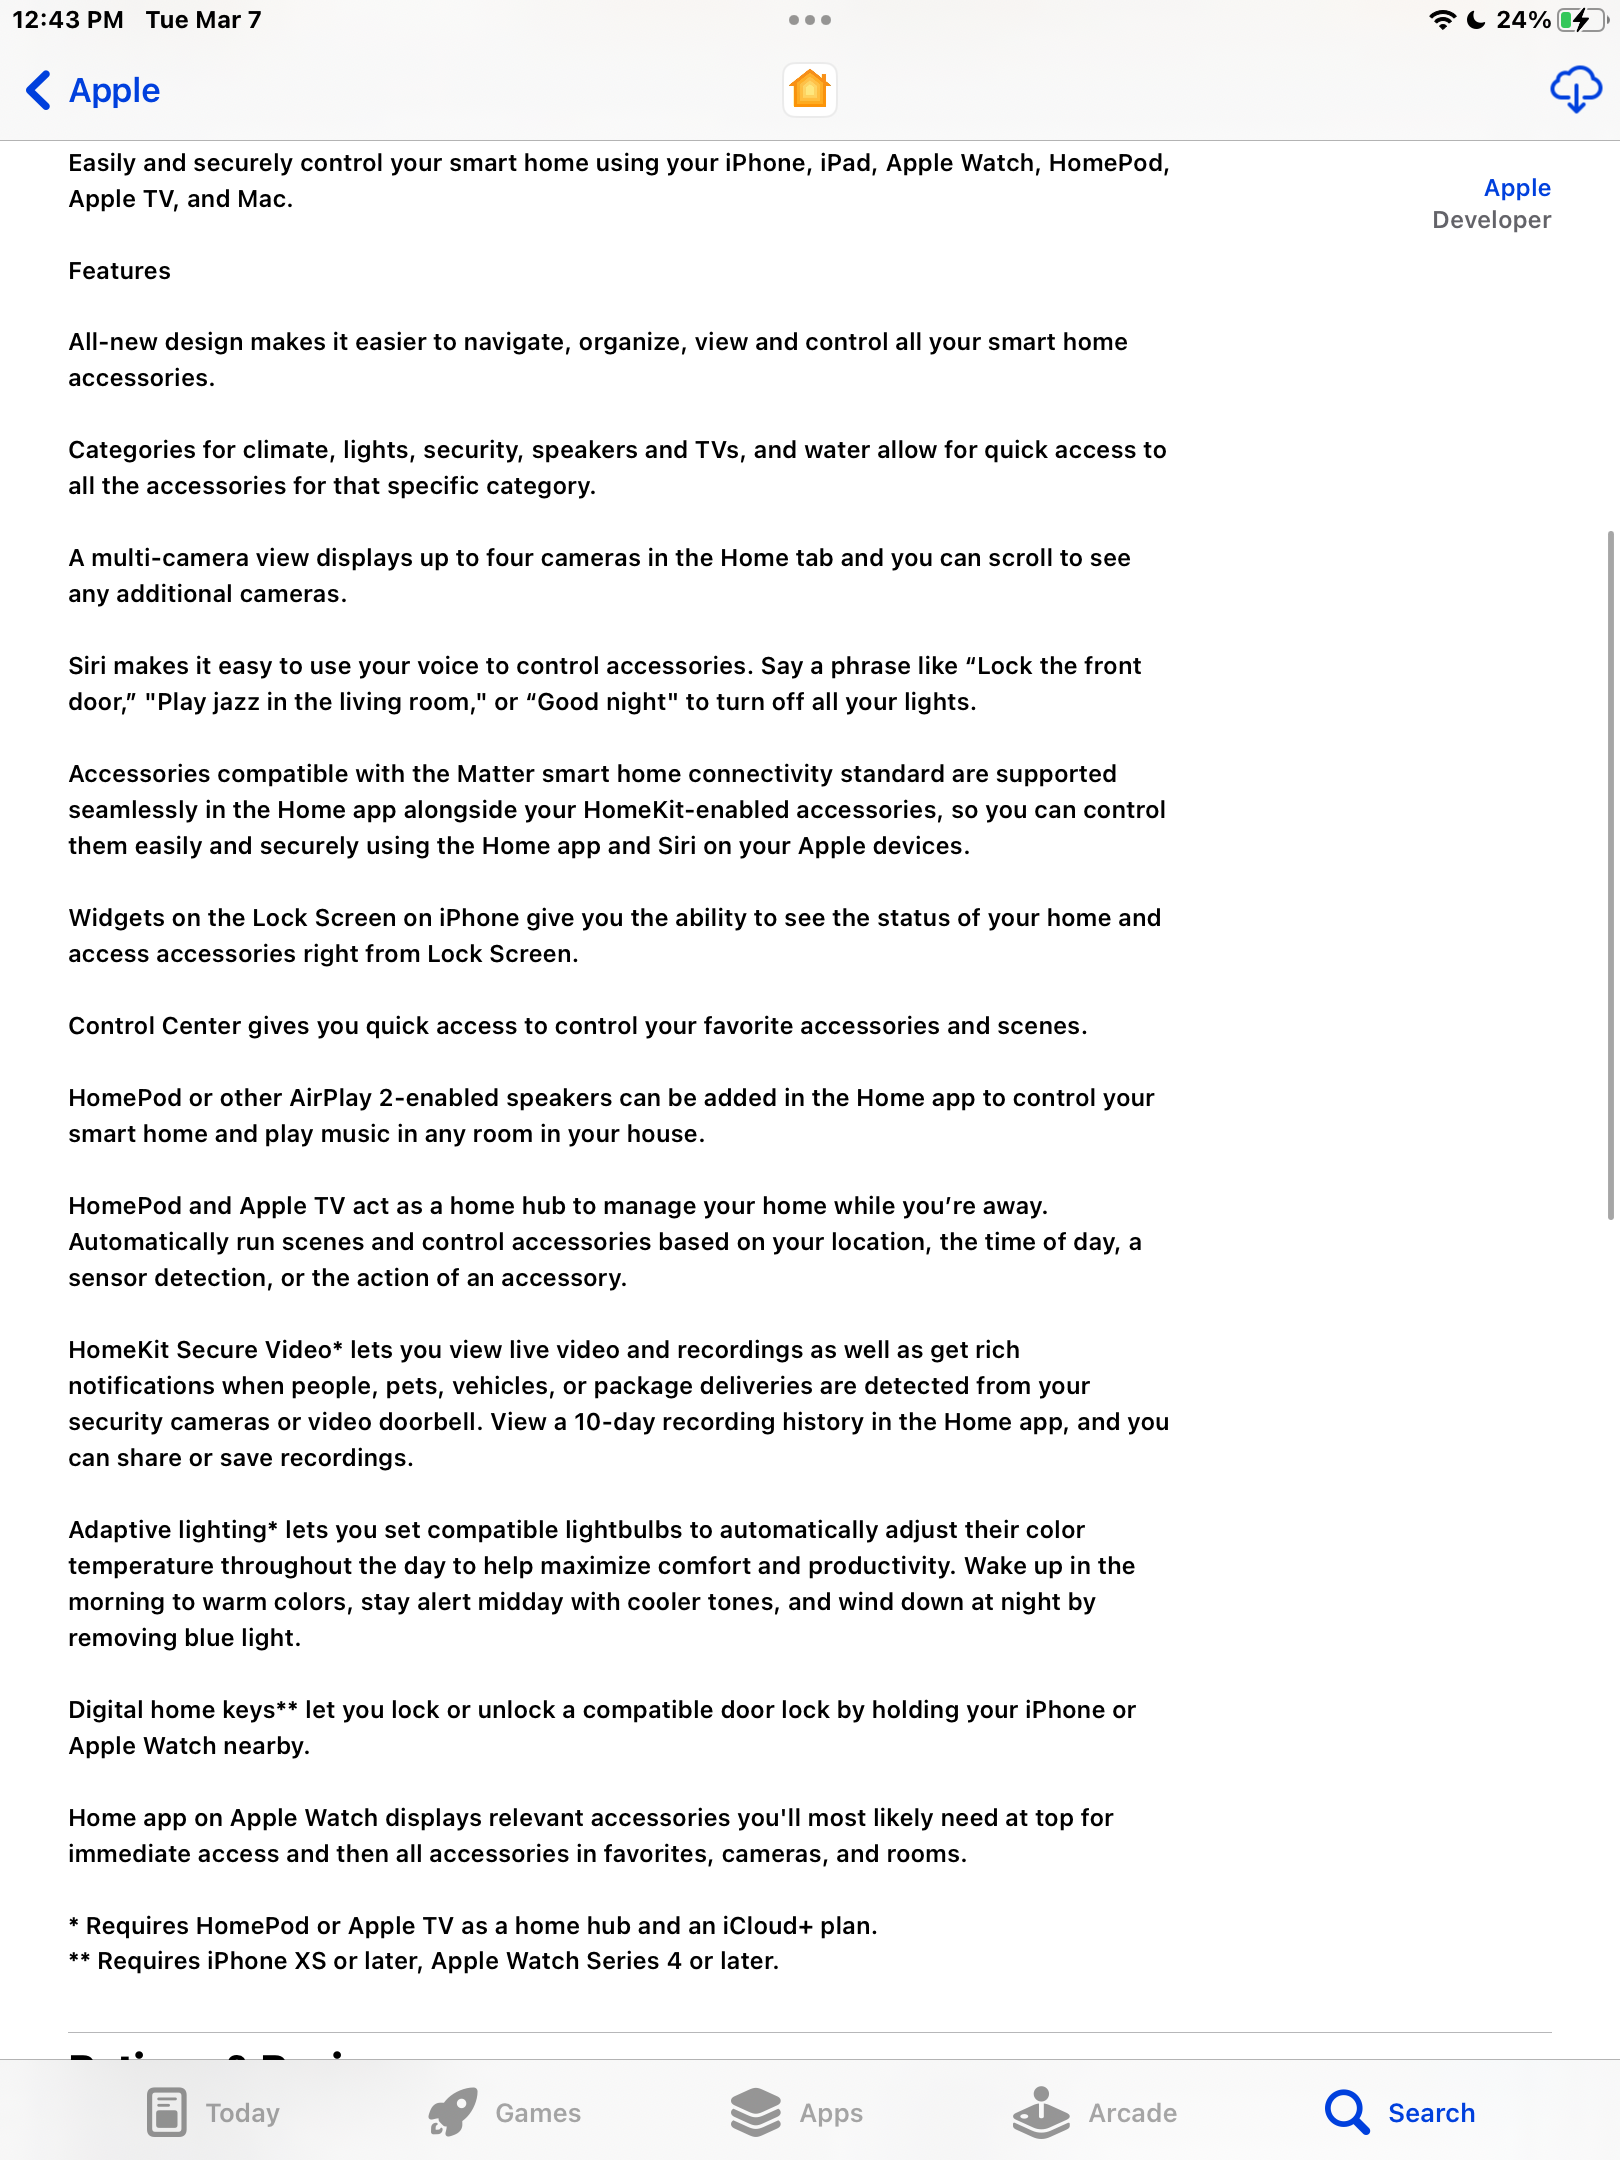 12:43 PM Tue Mar 7
24%
Apple
Easily and securely control your smart home using your iPhone, iPad, Apple Watch, HomePod,
Apple TV, and Mac.
Apple
Developer
Features
All-new design makes it easier to navigate, organize, view and control all your smart home
accessories.
Categories for climate, lights, security, speakers and TVs, and water allow for quick access to
all the accessories for that specific category.
A multi-camera view displays up to four cameras in the Home tab and you can scroll to see
any additional cameras.
Siri makes it easy to use your voice to control accessories. Say a phrase like “Lock the front
door,” "Play jazz in the living room," or “Good night" to turn off all your lights.
Accessories compatible with the Matter smart home connectivity standard are supported
seamlessly in the Home app alongside your HomeKit-enabled accessories, so you can control
them easily and securely using the Home app and Siri on your Apple devices.
Widgets on the Lock Screen on iPhone give you the ability to see the status of your home and
access accessories right from Lock Screen.
Control Center gives you quick access to control your favorite accessories and scenes.
HomePod or other AirPlay 2-enabled speakers can be added in the Home app to control your
smart home and play music in any room in your house.
HomePod and Apple TV act as a home hub to manage your home while you’re away.
Automatically run scenes and control accessories based on your location, the time of day, a
sensor detection, or the action of an accessory.
HomeKit Secure Video* lets you view live video and recordings as well as get rich
notifications when people, pets, vehicles, or package deliveries are detected from your
security cameras or video doorbell. View a 10-day recording history in the Home app, and you
can share or save recordings.
Adaptive lighting* lets you set compatible lightbulbs to automatically adjust their color
temperature throughout the day to help maximize comfort and productivity. Wake up in the
morning to warm colors, stay alert midday with cooler tones, and wind down at night by
removing blue light.
Digital home keys** let you lock or unlock a compatible door lock by holding your iPhone or
Apple Watch nearby.
Home app on Apple Watch displays relevant accessories you'll most likely need at top for
immediate access and then all accessories in favorites, cameras, and rooms.
* Requires HomePod or Apple TV as a home hub and an iCloud+ plan.
** Requires iPhone XS or later, Apple Watch Series 4 or later.
Today
Games
Apps
Arcade
Search